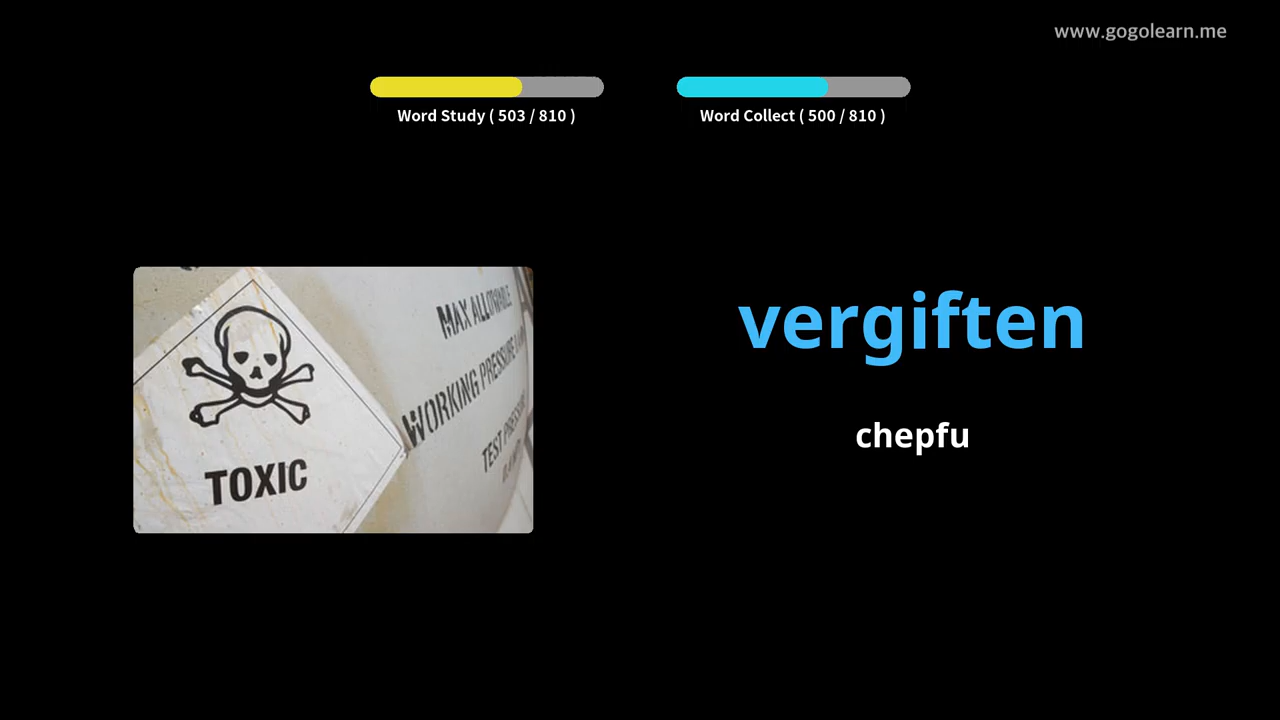 www.gogolearn.me
Word Study ( 503 / 810 )
Word Collect ( 500 / 810 )
vergiften
chepfu
MAX ALLOWABLE
WORKING PRESSURE
TEST PRESSURE
TOXIC